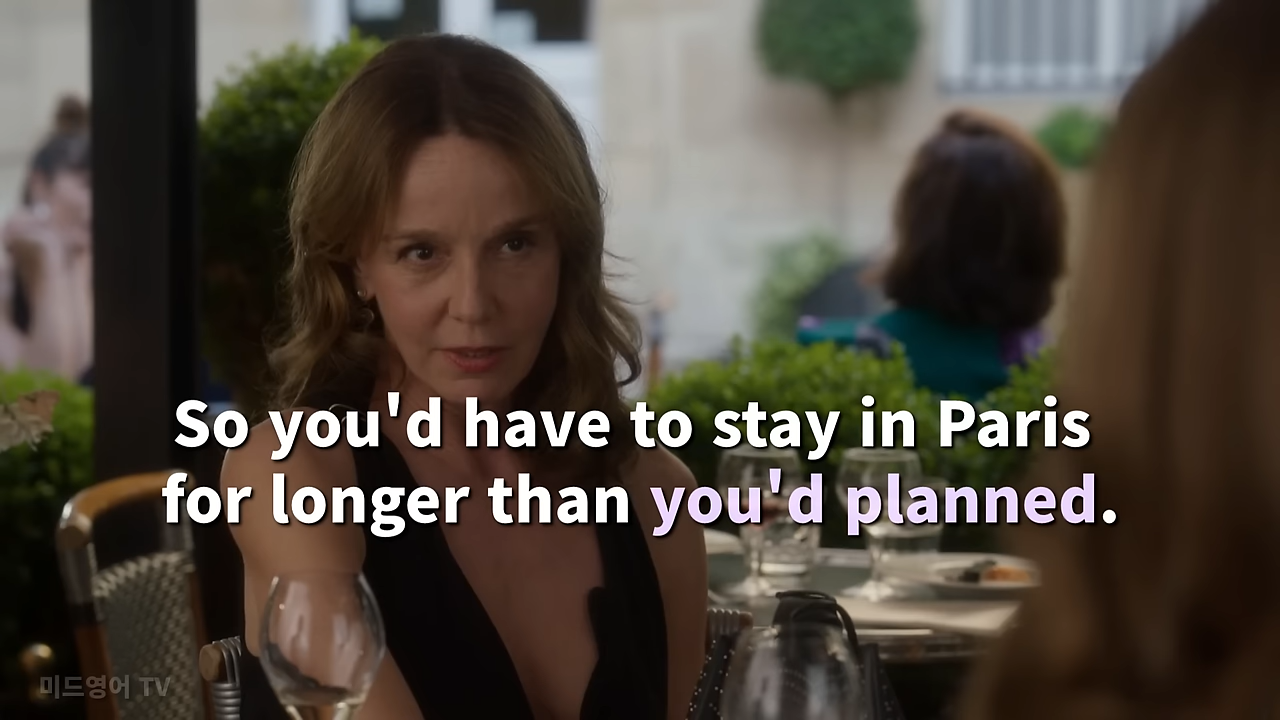 So you'd have to stay in Paris
for longer than you'd planned.
미드영어 TV